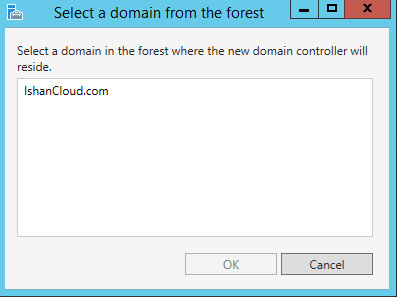 Select a domain from the forest
Select a domain in the forest where the new domain controller will
reside.
IshanCloud.com
OK
Cancel